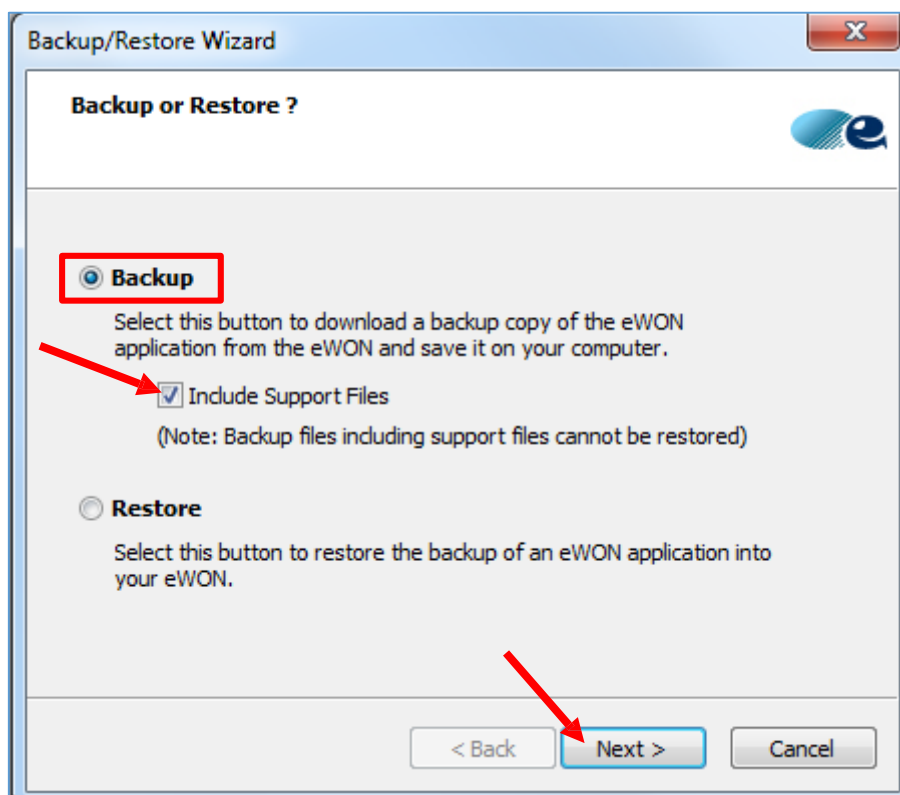 Backup/Restore Wizard
Backup or Restore ?
Backup
Select this button to download a backup copy of the eWON
application from the eWON and save it on your computer.
Include Support Files
(Note: Backup files including support files cannot be restored)
Restore
Select this button to restore the backup of an eWON application into
your eWON.
< Back Next > Cancel